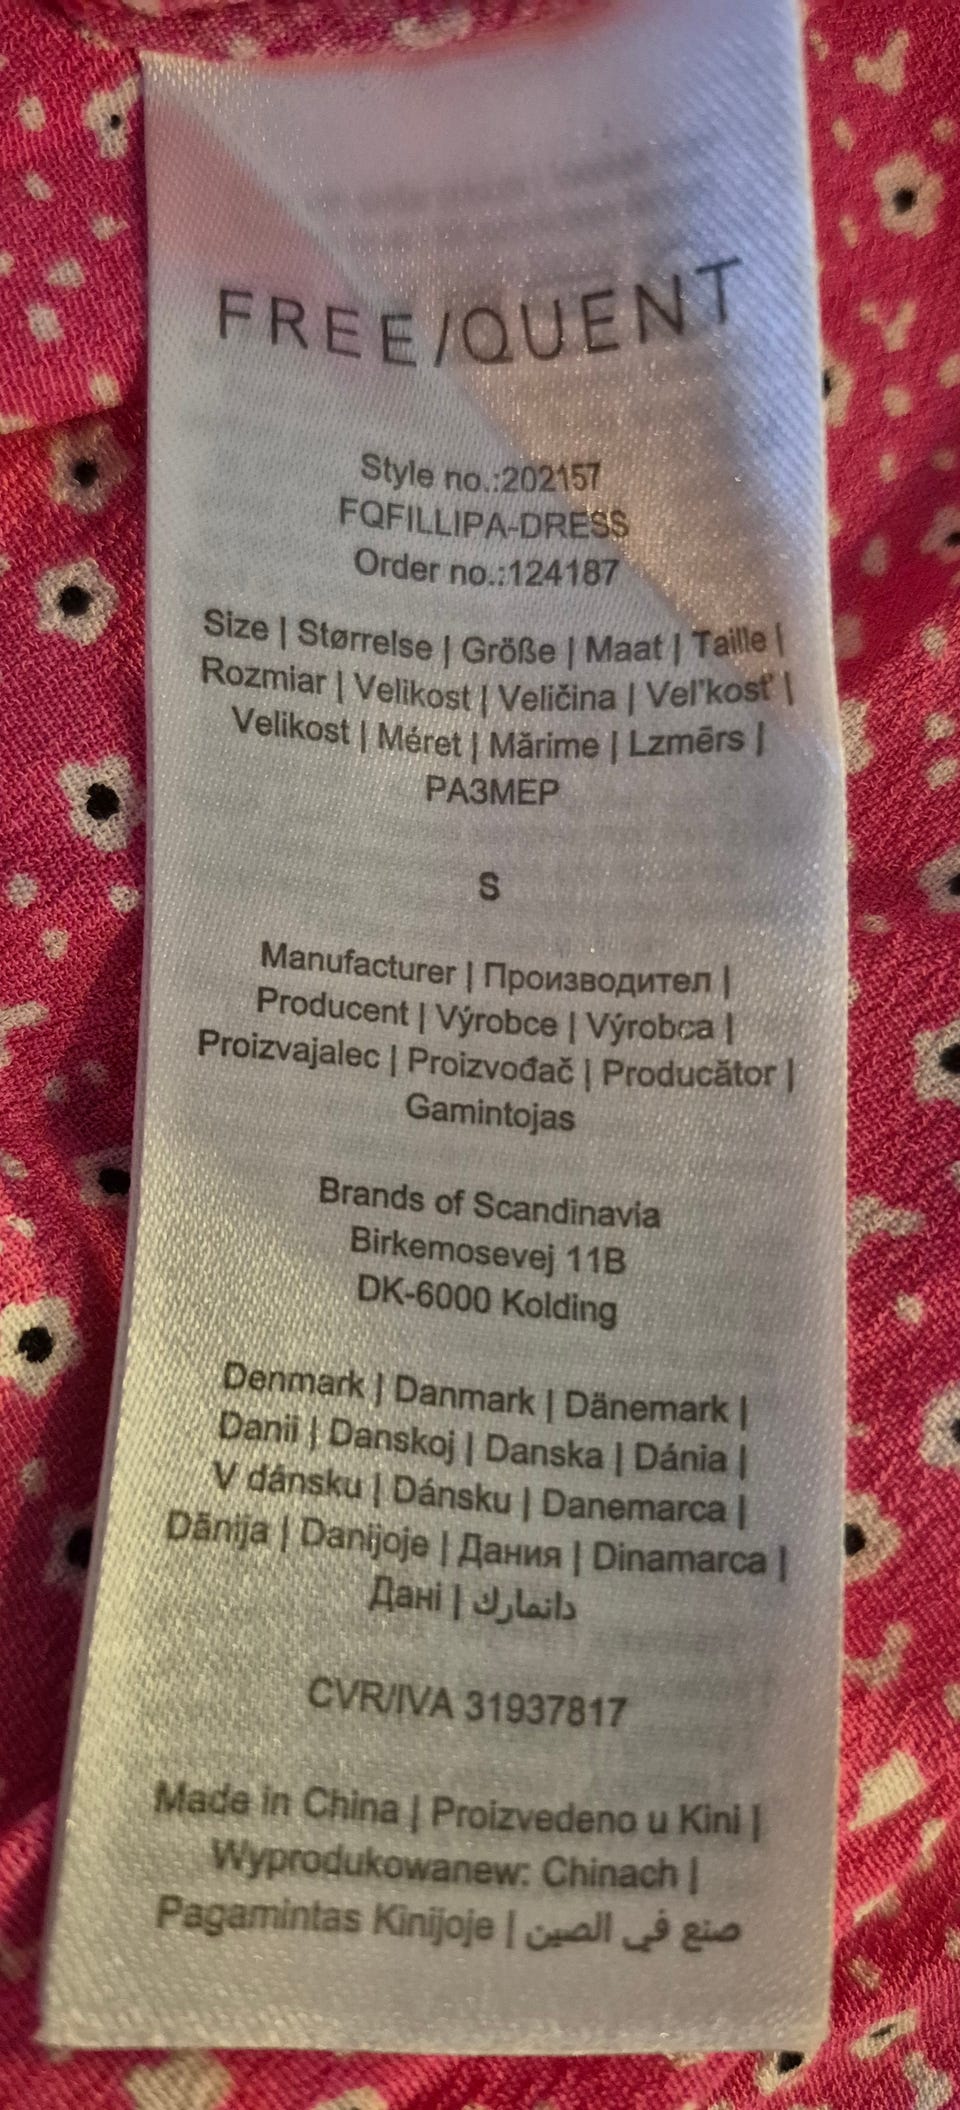 FREE/QUENT
Style no.:202157
FQFILLIPA-DRESS
Order no.:124187
Size | Størrelse | Größe | Maat | Taille |
Rozmiar | Velikost | Veličina | Vel'kosť |
Velikost | Méret | Mărime | Lzmērs |
РАЗМЕР
S
Manufacturer | Производител |
Producent | Výrobce | Výrobca |
Proizvajalec | Proizvođač | Producător |
Gamintojas
Brands of Scandinavia
Birkemosevej 11B
DK-6000 Kolding
Denmark | Danmark | Dänemark |
Danii | Danskoj | Danska | Dánia |
V dánsku | Dánsku | Danemarca |
Dānija | Danijoje | Дания | Dinamarca |
Дані | دانمارك
CVR/IVA 31937817
Made in China | Proizvedeno u Kini |
Wyprodukowanew: Chinach |
Pagamintas Kinijoje | صنع في الصين